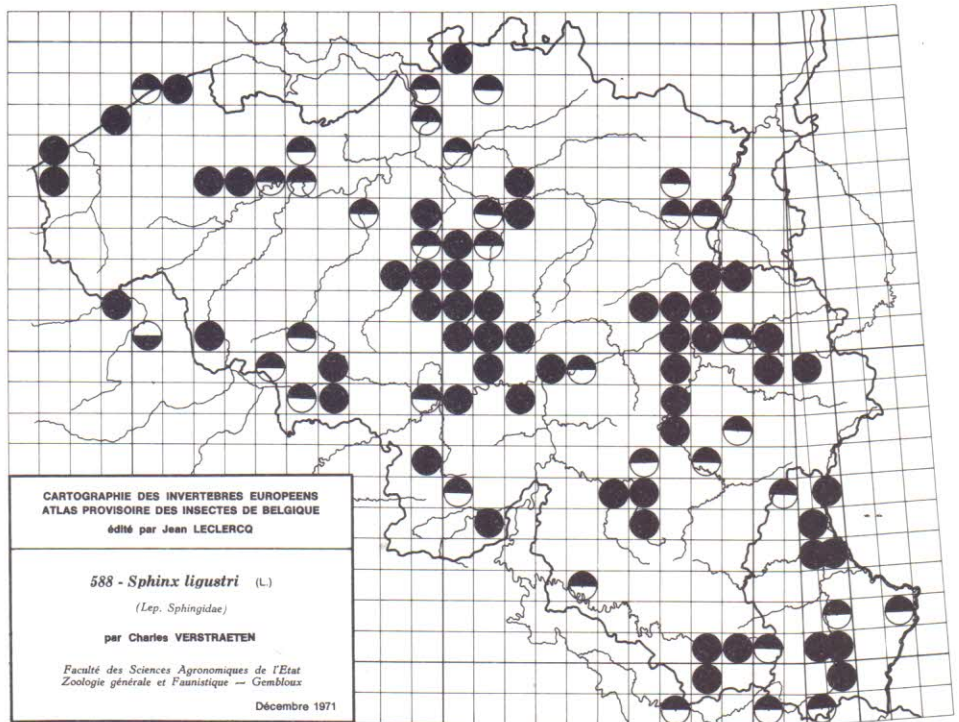 CARTOGRAPHIE DES INVERTEBRES EUROPEENS
ATLAS PROVISOIRE DES INSECTES DE BELGIQUE
édité par Jean LECLERCQ
588 - Sphinx ligustri (L.)
(Lep. Sphingidae)
par Charles VERSTRAETEN
Faculté des Sciences Agronomiques de l'Etat
Zoologie générale et Faunistique — Gembloux
Décembre 1971